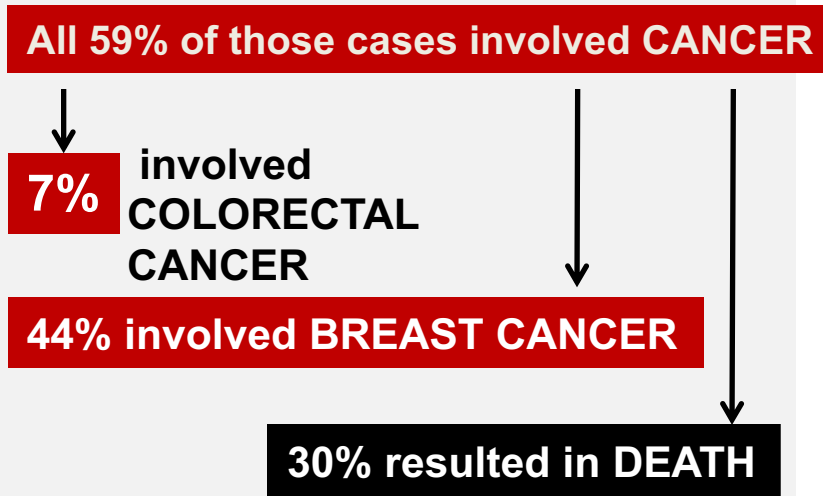 All 59% of those cases involved CANCER
7%
involved
COLORECTAL
CANCER
44% involved BREAST CANCER
30% resulted in DEATH